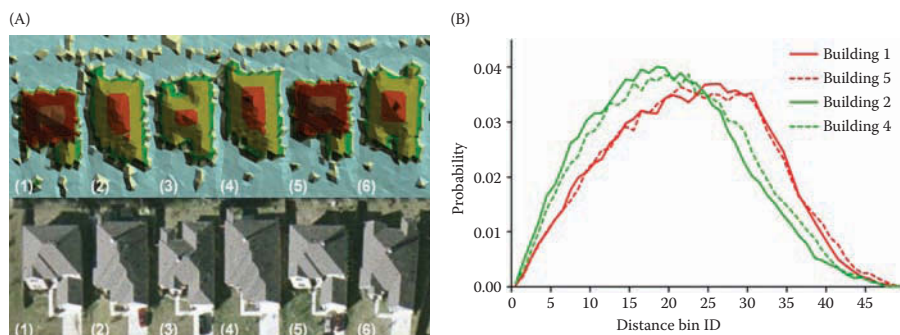 (A)
(1) (2) (3) (4) (5) (6)
(1) (2) (3) (4) (5) (6)
(B)
Probability
0.04
0.03
0.02
0.01
0.00
Building 1
Building 5
Building 2
Building 4
0 5 10 15 20 25 30 35 40 45
Distance bin ID